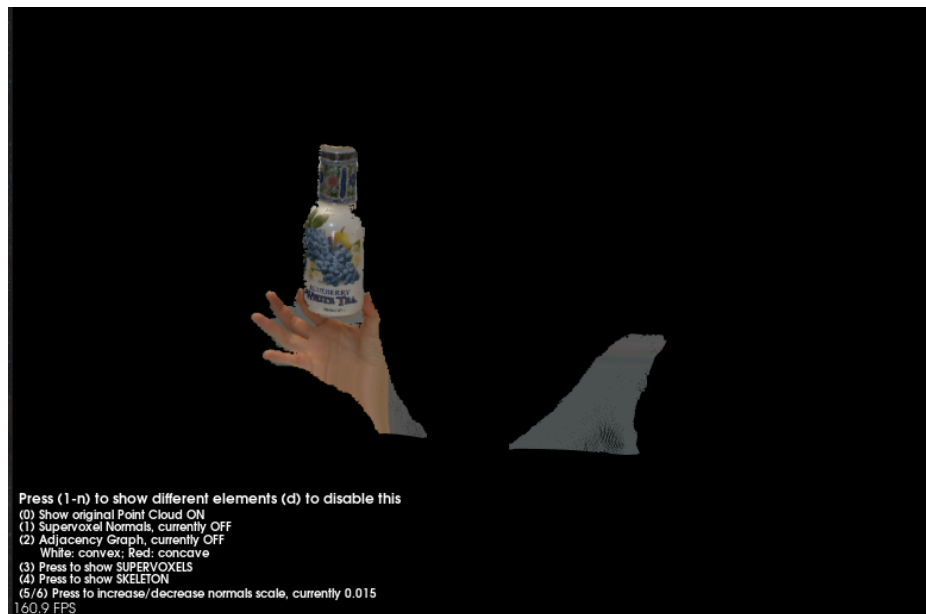 BLUEBERRY
WHITE TEA
Press (1-n) to show different elements (d) to disable this
(0) Show original Point Cloud ON
(1) Supervoxel Normals, currently OFF
(2) Adjacency Graph, currently OFF
White: convex; Red: concave
(3) Press to show SUPERVOXELS
(4) Press to show SKELETON
(5/6) Press to increase/decrease normals scale, currently 0.015
160.9 FPS